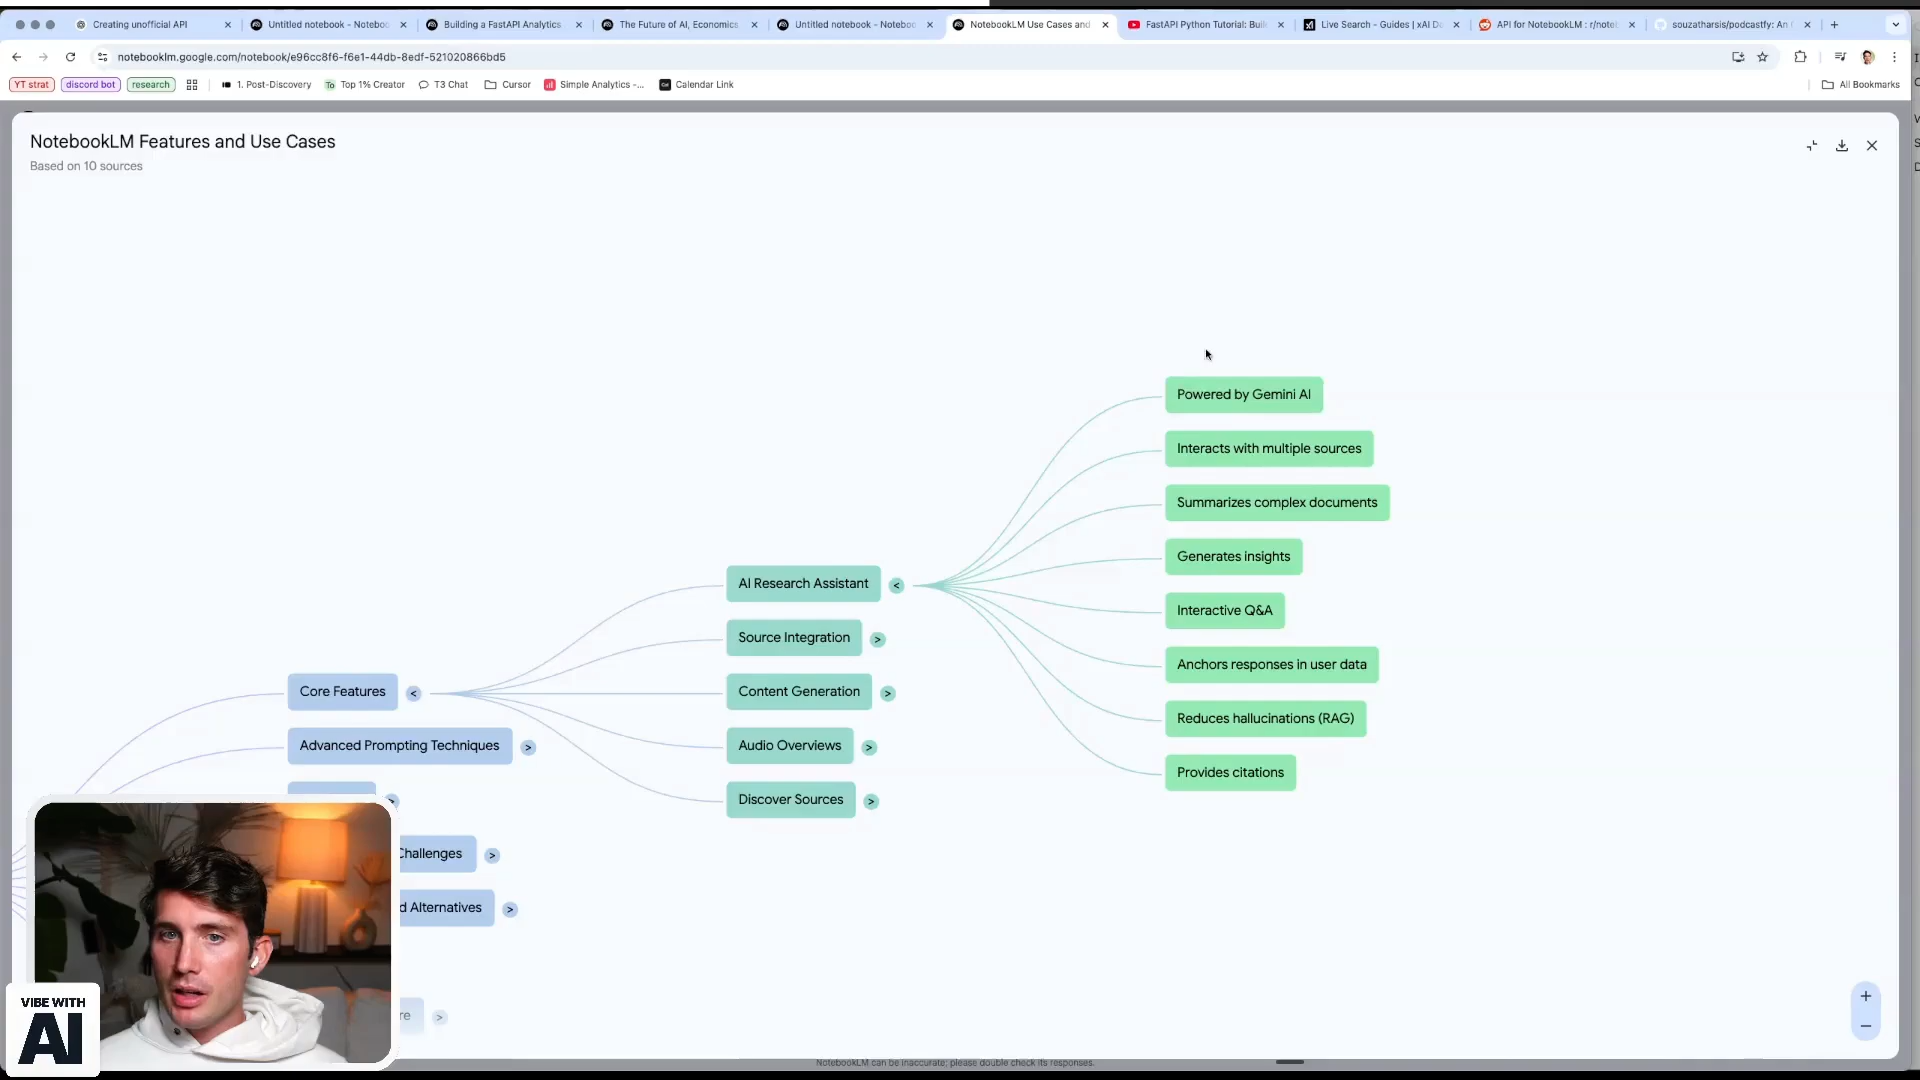 Creating unofficial API
Untitled notebook - Noteboo
Building a FastAPI Analytics
The Future of AI, Economics
Untitled notebook - Noteboo
NotebookLM Use Cases and
FastAPI Python Tutorial: Buil
Live Search - Guides | xAI Do
API for NotebookLM : r/note
souzatharsis/podcastfy: An
notebooklm.google.com/notebook/e96cc8f6-f6e1-44db-8edf-521020866bd5
YT strat
discord bot
research
1. Post-Discovery
To Top 1% Creator
T3 Chat
Cursor
Simple Analytics -...
Calendar Link
All Bookmarks
NotebookLM Features and Use Cases
Based on 10 sources
Powered by Gemini AI
Interacts with multiple sources
Summarizes complex documents
Generates insights
Interactive Q&A
Anchors responses in user data
Reduces hallucinations (RAG)
Provides citations
AI Research Assistant <
Source Integration >
Content Generation >
Audio Overviews >
Discover Sources >
Core Features <
Advanced Prompting Techniques >
Challenges >
d Alternatives >
re >
VIBE WITH
AI
NotebookLM can be inaccurate; please double check its responses.